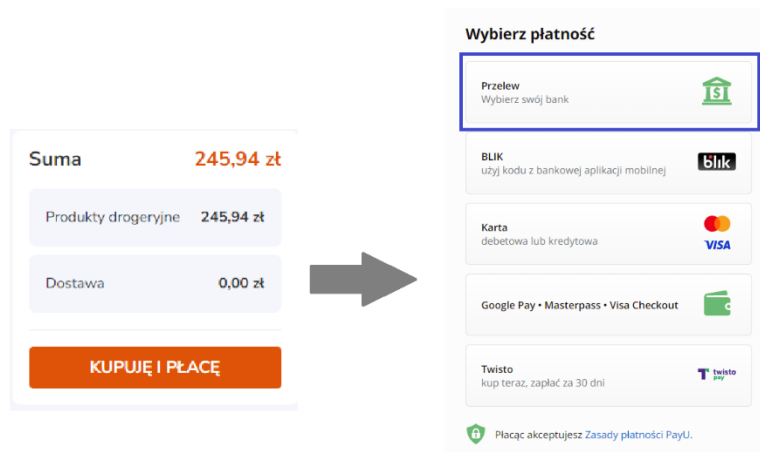 Suma 245,94 zł
Produkty drogeryjne 245,94 zł
Dostawa 0,00 zł
KUPUJĘ I PŁACĘ
Wybierz płatność
Przelew
Wybierz swój bank
BLIK
użyj kodu z bankowej aplikacji mobilnej
blik
Karta
debetowa lub kredytowa
VISA
Google Pay • Masterpass • Visa Checkout
Twisto
kup teraz, zapłać za 30 dni
twisto
pay
Płacąc akceptujesz Zasady płatności PayU.